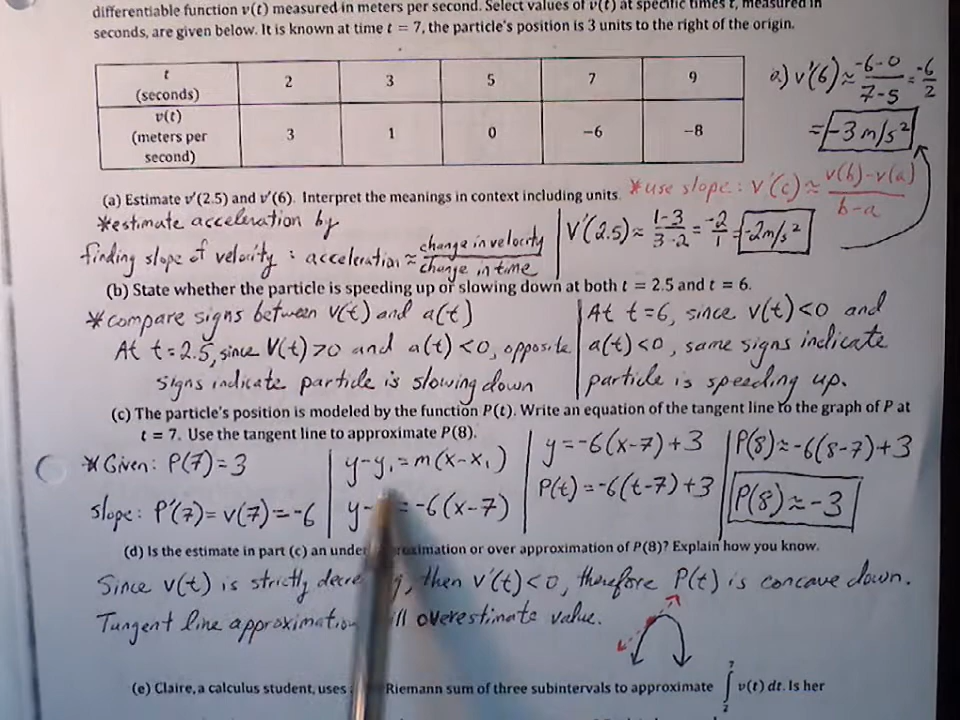 differentiable function v(t) measured in meters per second. Select values of v(t) at specific times t, measured in
seconds, are given below. It is known at time t = 7, the particle's position is 3 units to the right of the origin.
t (seconds) 2 3 5 7 9
v(t) (meters per second) 3 1 0 −6 −8
a) v'(6) ≈ -6-0/7-5 = -6/2
= -3 m/s²
(a) Estimate v′(2.5) and v′(6). Interpret the meanings in context including units.
*use slope: v'(c) ≈ v(b)-v(a)/b-a
*estimate acceleration by
finding slope of velocity : acceleration ≈ change in velocity/change in time
V'(2.5) ≈ 1-3/3-2 = -2/1 = -2 m/s²
(b) State whether the particle is speeding up or slowing down at both t = 2.5 and t = 6.
*compare signs between v(t) and a(t)
At t=2.5, since V(t)>0 and a(t)<0, opposite
signs indicate particle is slowing down
At t=6, since v(t)<0 and
a(t)<0, same signs indicate
particle is speeding up.
(c) The particle's position is modeled by the function P(t). Write an equation of the tangent line to the graph of P at
t = 7. Use the tangent line to approximate P(8).
*Given: P(7)=3
slope: P'(7)=v(7)=-6
y-y₁=m(x-x₁)
y- =-6(x-7)
y=-6(x-7)+3
P(t)=-6(t-7)+3
P(8)≈-6(8-7)+3
P(8)≈-3
(d) Is the estimate in part (c) an under approximation or over approximation of P(8)? Explain how you know.
Since v(t) is strictly decreasing, then v'(t)<0, therefore P(t) is concave down.
Tangent line approximation will overestimate value.
(e) Claire, a calculus student, uses Riemann sum of three subintervals to approximate ∫ v(t) dt. Is her